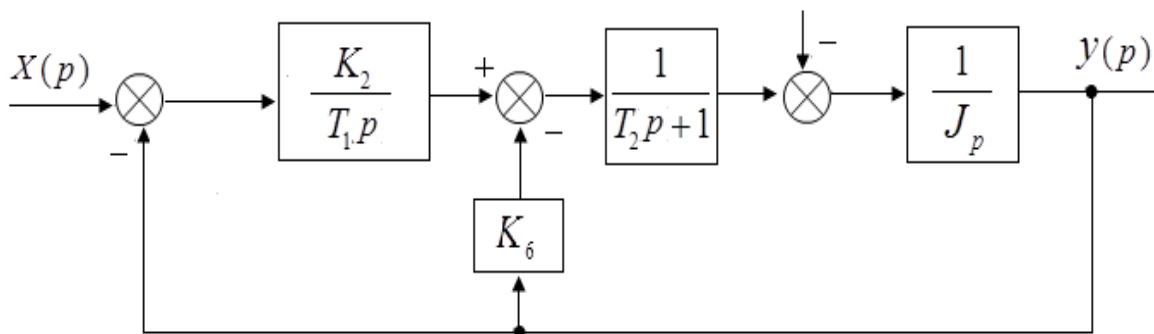 X(p)
−
K₂
T₁p
+
−
K₆
1
T₂p+1
−
1
Jₚ
y(p)